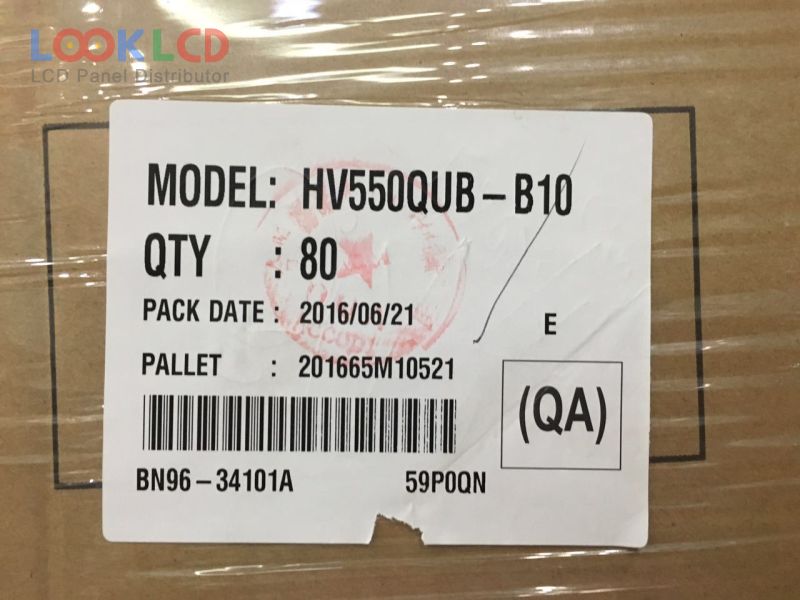 LOOKLCD
LCD Panel Distributor
MODEL: HV550QUB-B10
QTY : 80
PACK DATE : 2016/06/21
E
PALLET : 201665M10521
(QA)
BN96-34101A 59P0QN